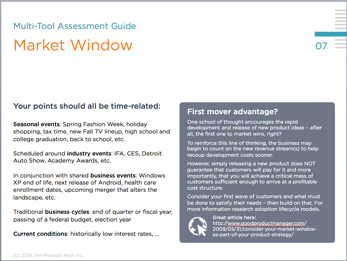 Multi-Tool Assessment Guide
Market Window
07
Your points should all be time-related:
Seasonal events: Spring Fashion Week, holiday
shopping, tax time, new Fall TV lineup, high school and
college graduation, back to school, etc.
Scheduled around industry events: IFA, CES, Detroit
Auto Show, Academy Awards, etc.
In conjunction with shared business events: Windows
XP end of life, next release of Android, health care
enrollment dates, upcoming merger that alters the
landscape, etc.
Traditional business cycles: end of quarter or fiscal year,
passing of a federal budget, election year
Current conditions: historically low interest rates, ...
First mover advantage?
One school of thought encourages the rapid
development and release of new product ideas – after
all, the first one to market wins, right?
To reinforce this line of thinking, the business may
begin to count on the new revenue stream(s) to help
recoup development costs sooner.
However, simply releasing a new product does NOT
guarantee that customers will pay for it and more
importantly, that you will achieve a critical mass of
customers sufficient enough to arrive at a profitable
cost structure.
Consider your first wave of customers and what must
be done to satisfy their needs – then build on that. For
more information research adoption lifecycle models.
Great article here:
http://www.goodproductmanager.com/
2009/03/31/consider-your-market-window-
as-part-of-your-product-strategy/
(c) 2014 the Product Path Inc.